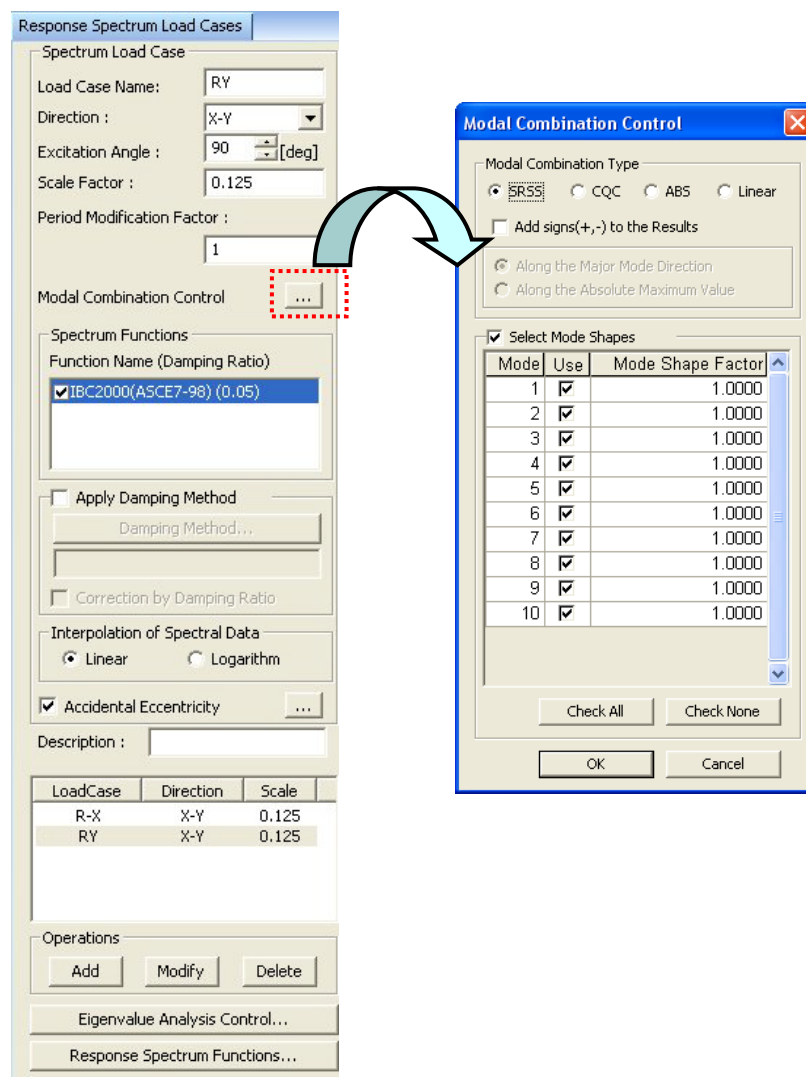 Response Spectrum Load Cases
Spectrum Load Case
Load Case Name: RY
Direction : X-Y
Excitation Angle : 90 [deg]
Scale Factor : 0.125
Period Modification Factor :
1
Modal Combination Control ...
Spectrum Functions
Function Name (Damping Ratio)
IBC2000(ASCE7-98) (0.05)
Apply Damping Method
Damping Method...
Correction by Damping Ratio
Interpolation of Spectral Data
Linear Logarithm
Accidental Eccentricity ...
Description :
LoadCase Direction Scale
R-X X-Y 0.125
RY X-Y 0.125
Operations
Add Modify Delete
Eigenvalue Analysis Control...
Response Spectrum Functions...
Modal Combination Control
Modal Combination Type
SRSS CQC ABS Linear
Add signs(+,-) to the Results
Along the Major Mode Direction
Along the Absolute Maximum Value
Select Mode Shapes
Mode Use Mode Shape Factor
1 1.0000
2 1.0000
3 1.0000
4 1.0000
5 1.0000
6 1.0000
7 1.0000
8 1.0000
9 1.0000
10 1.0000
Check All Check None
OK Cancel